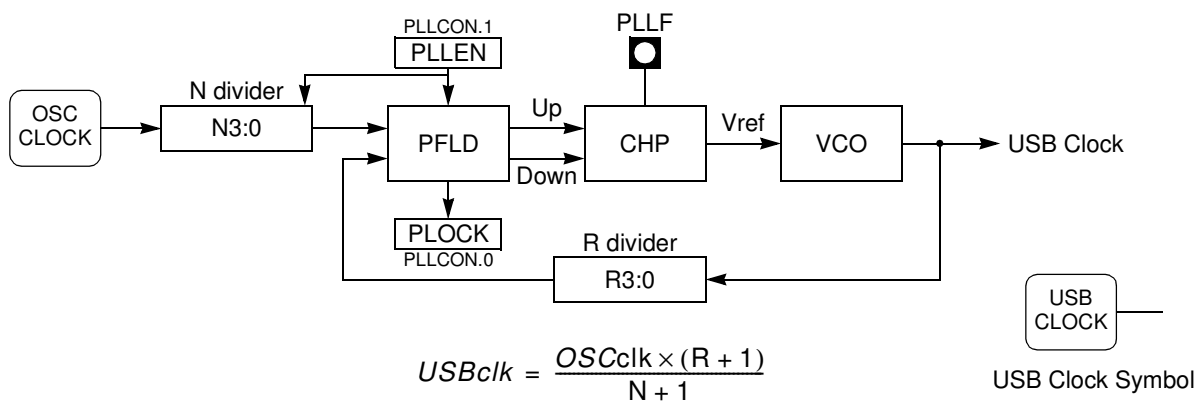 PLLCON.1
PLLEN
PLLF
N divider
OSC
CLOCK
N3:0
PFLD
Up
Down
CHP
Vref
VCO
USB Clock
PLOCK
PLLCON.0
R divider
R3:0
USB
CLOCK
USBclk = OSCclk × (R + 1)
N + 1
USB Clock Symbol